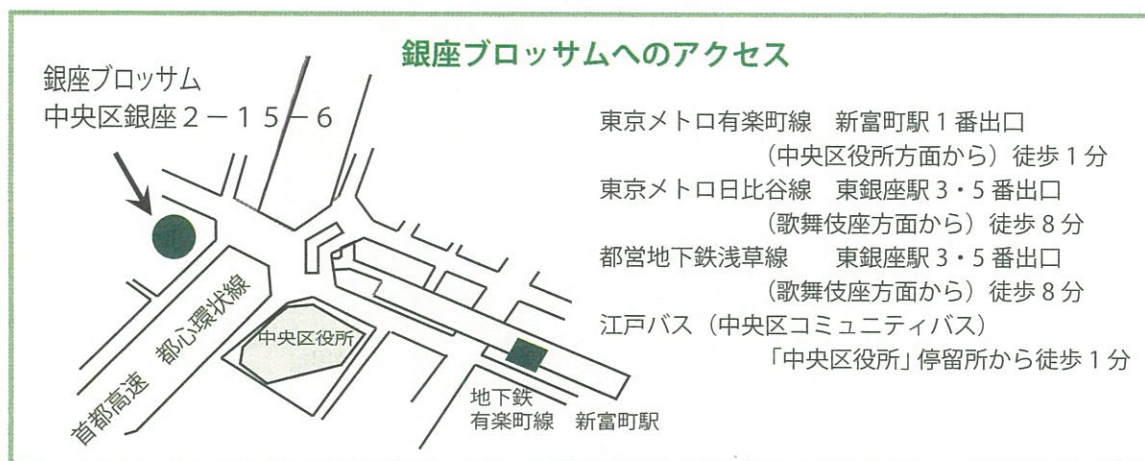 銀座ブロッサムへのアクセス
銀座ブロッサム
中央区銀座2－15－6
東京メトロ有楽町線　新富町駅1番出口
（中央区役所方面から）徒歩1分
東京メトロ日比谷線　東銀座駅3・5番出口
（歌舞伎座方面から）徒歩8分
都営地下鉄浅草線　　東銀座駅3・5番出口
（歌舞伎座方面から）徒歩8分
江戸バス（中央区コミュニティバス）
「中央区役所」停留所から徒歩1分
首都高速　都心環状線
中央区役所
地下鉄
有楽町線　新富町駅